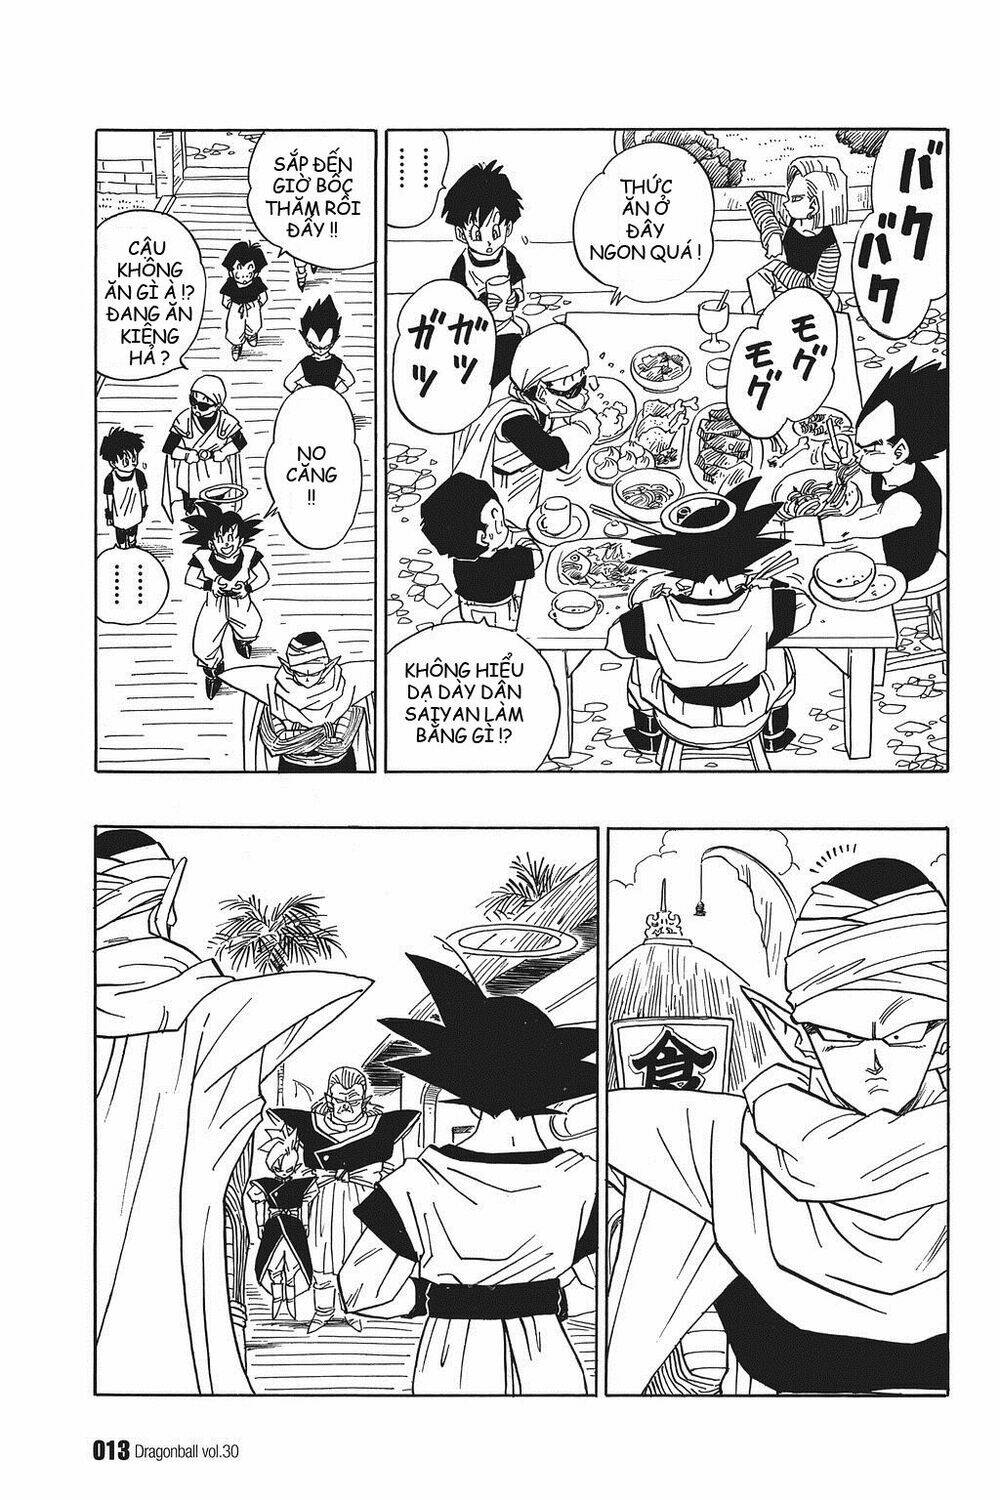 バク
バク
THỨC
ĂN Ở
ĐÂY
NGON QUÁ!
……
モグ
モグ
ガツ
ガツ
KHÔNG HIỂU
DẠ DÀY DÂN
SAIYAN LÀM
BẰNG GÌ !?
SẮP ĐẾN
GIỜ BỐC
THĂM RỒI
ĐẤY !!
CẬU
KHÔNG
ĂN GÌ À !?
ĐANG ĂN
KIÊNG
HẢ ?
NO
CĂNG
!!
……
食
013 Dragonball vol.30